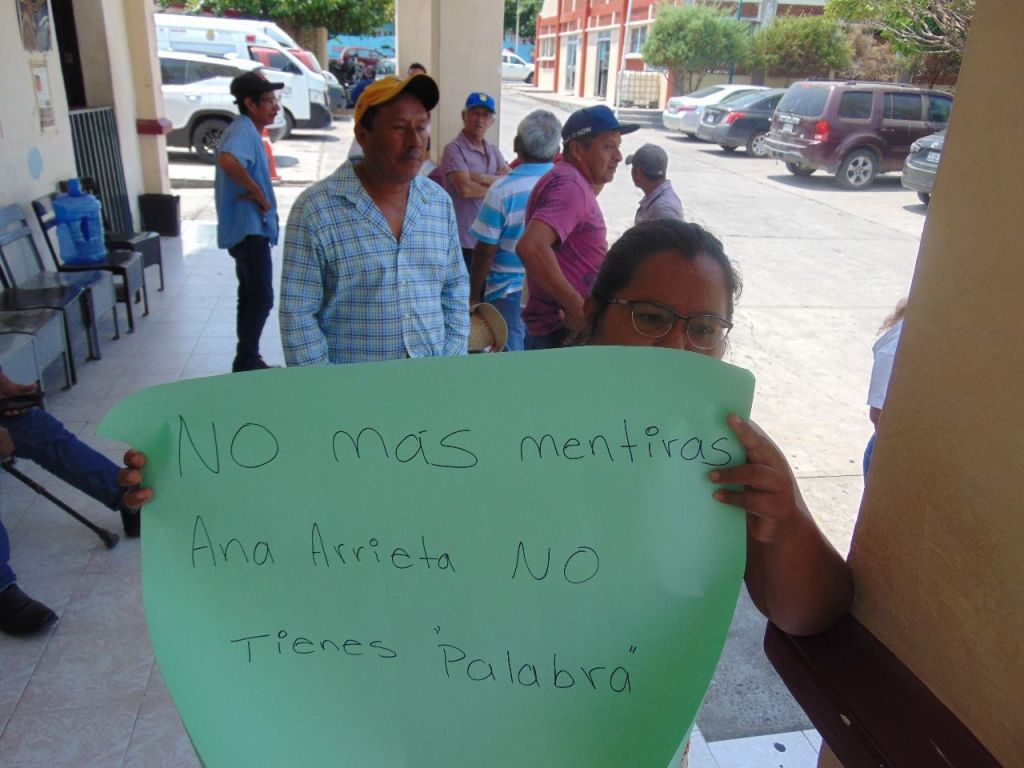 NO más mentiras
Ana Arrieta NO
Tienes "Palabra"